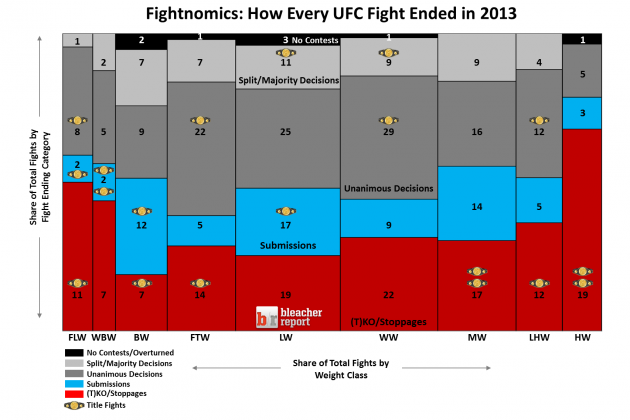 Fightnomics: How Every UFC Fight Ended in 2013
Share of Total Fights by
Fight Ending Category
1 2 2 1 3 No Contests 1 9 4 1
7 7 11 9 5
Split/Majority Decisions
8 5 9 22 25 29 16 12 3
Unanimous Decisions
2 2 12 5 17 9 14 5
Submissions
11 7 7 14 19 22 17 12 19
bleacher
report
(T)KO/Stoppages
br
FLW WBW BW FTW LW WW MW LHW HW
No Contests/Overturned
Split/Majority Decisions
Unanimous Decisions
Submissions
(T)KO/Stoppages
Title Fights
Share of Total Fights by
Weight Class